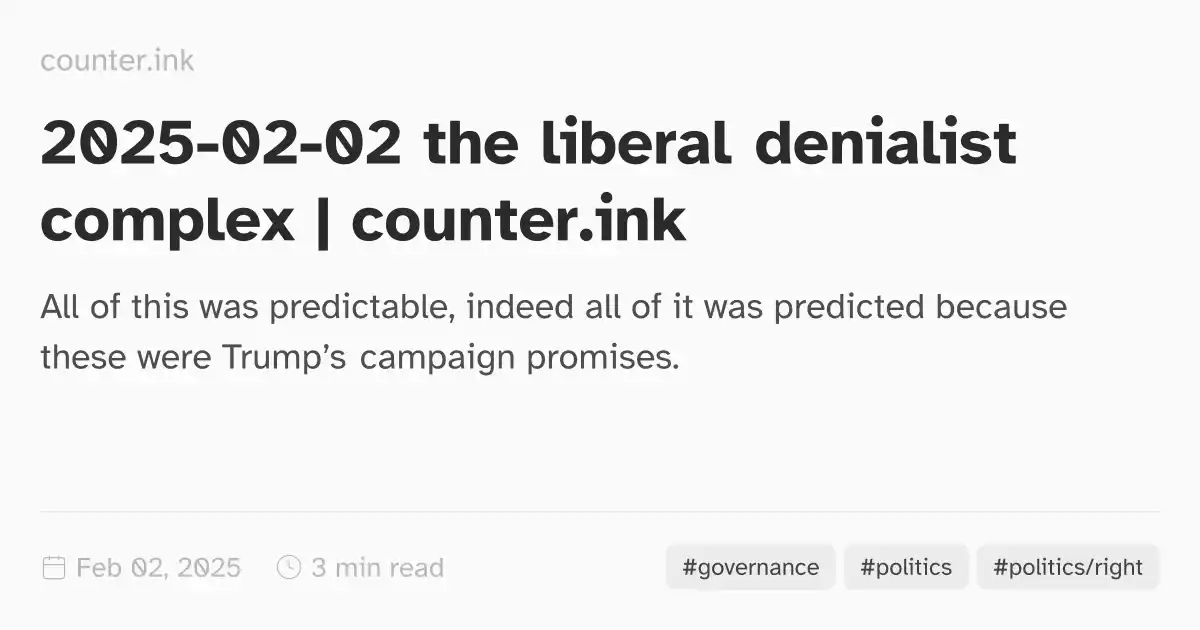 counter.ink
2025-02-02 the liberal denialist
complex | counter.ink
All of this was predictable, indeed all of it was predicted because
these were Trump’s campaign promises.
Feb 02, 2025 3 min read #governance #politics #politics/right